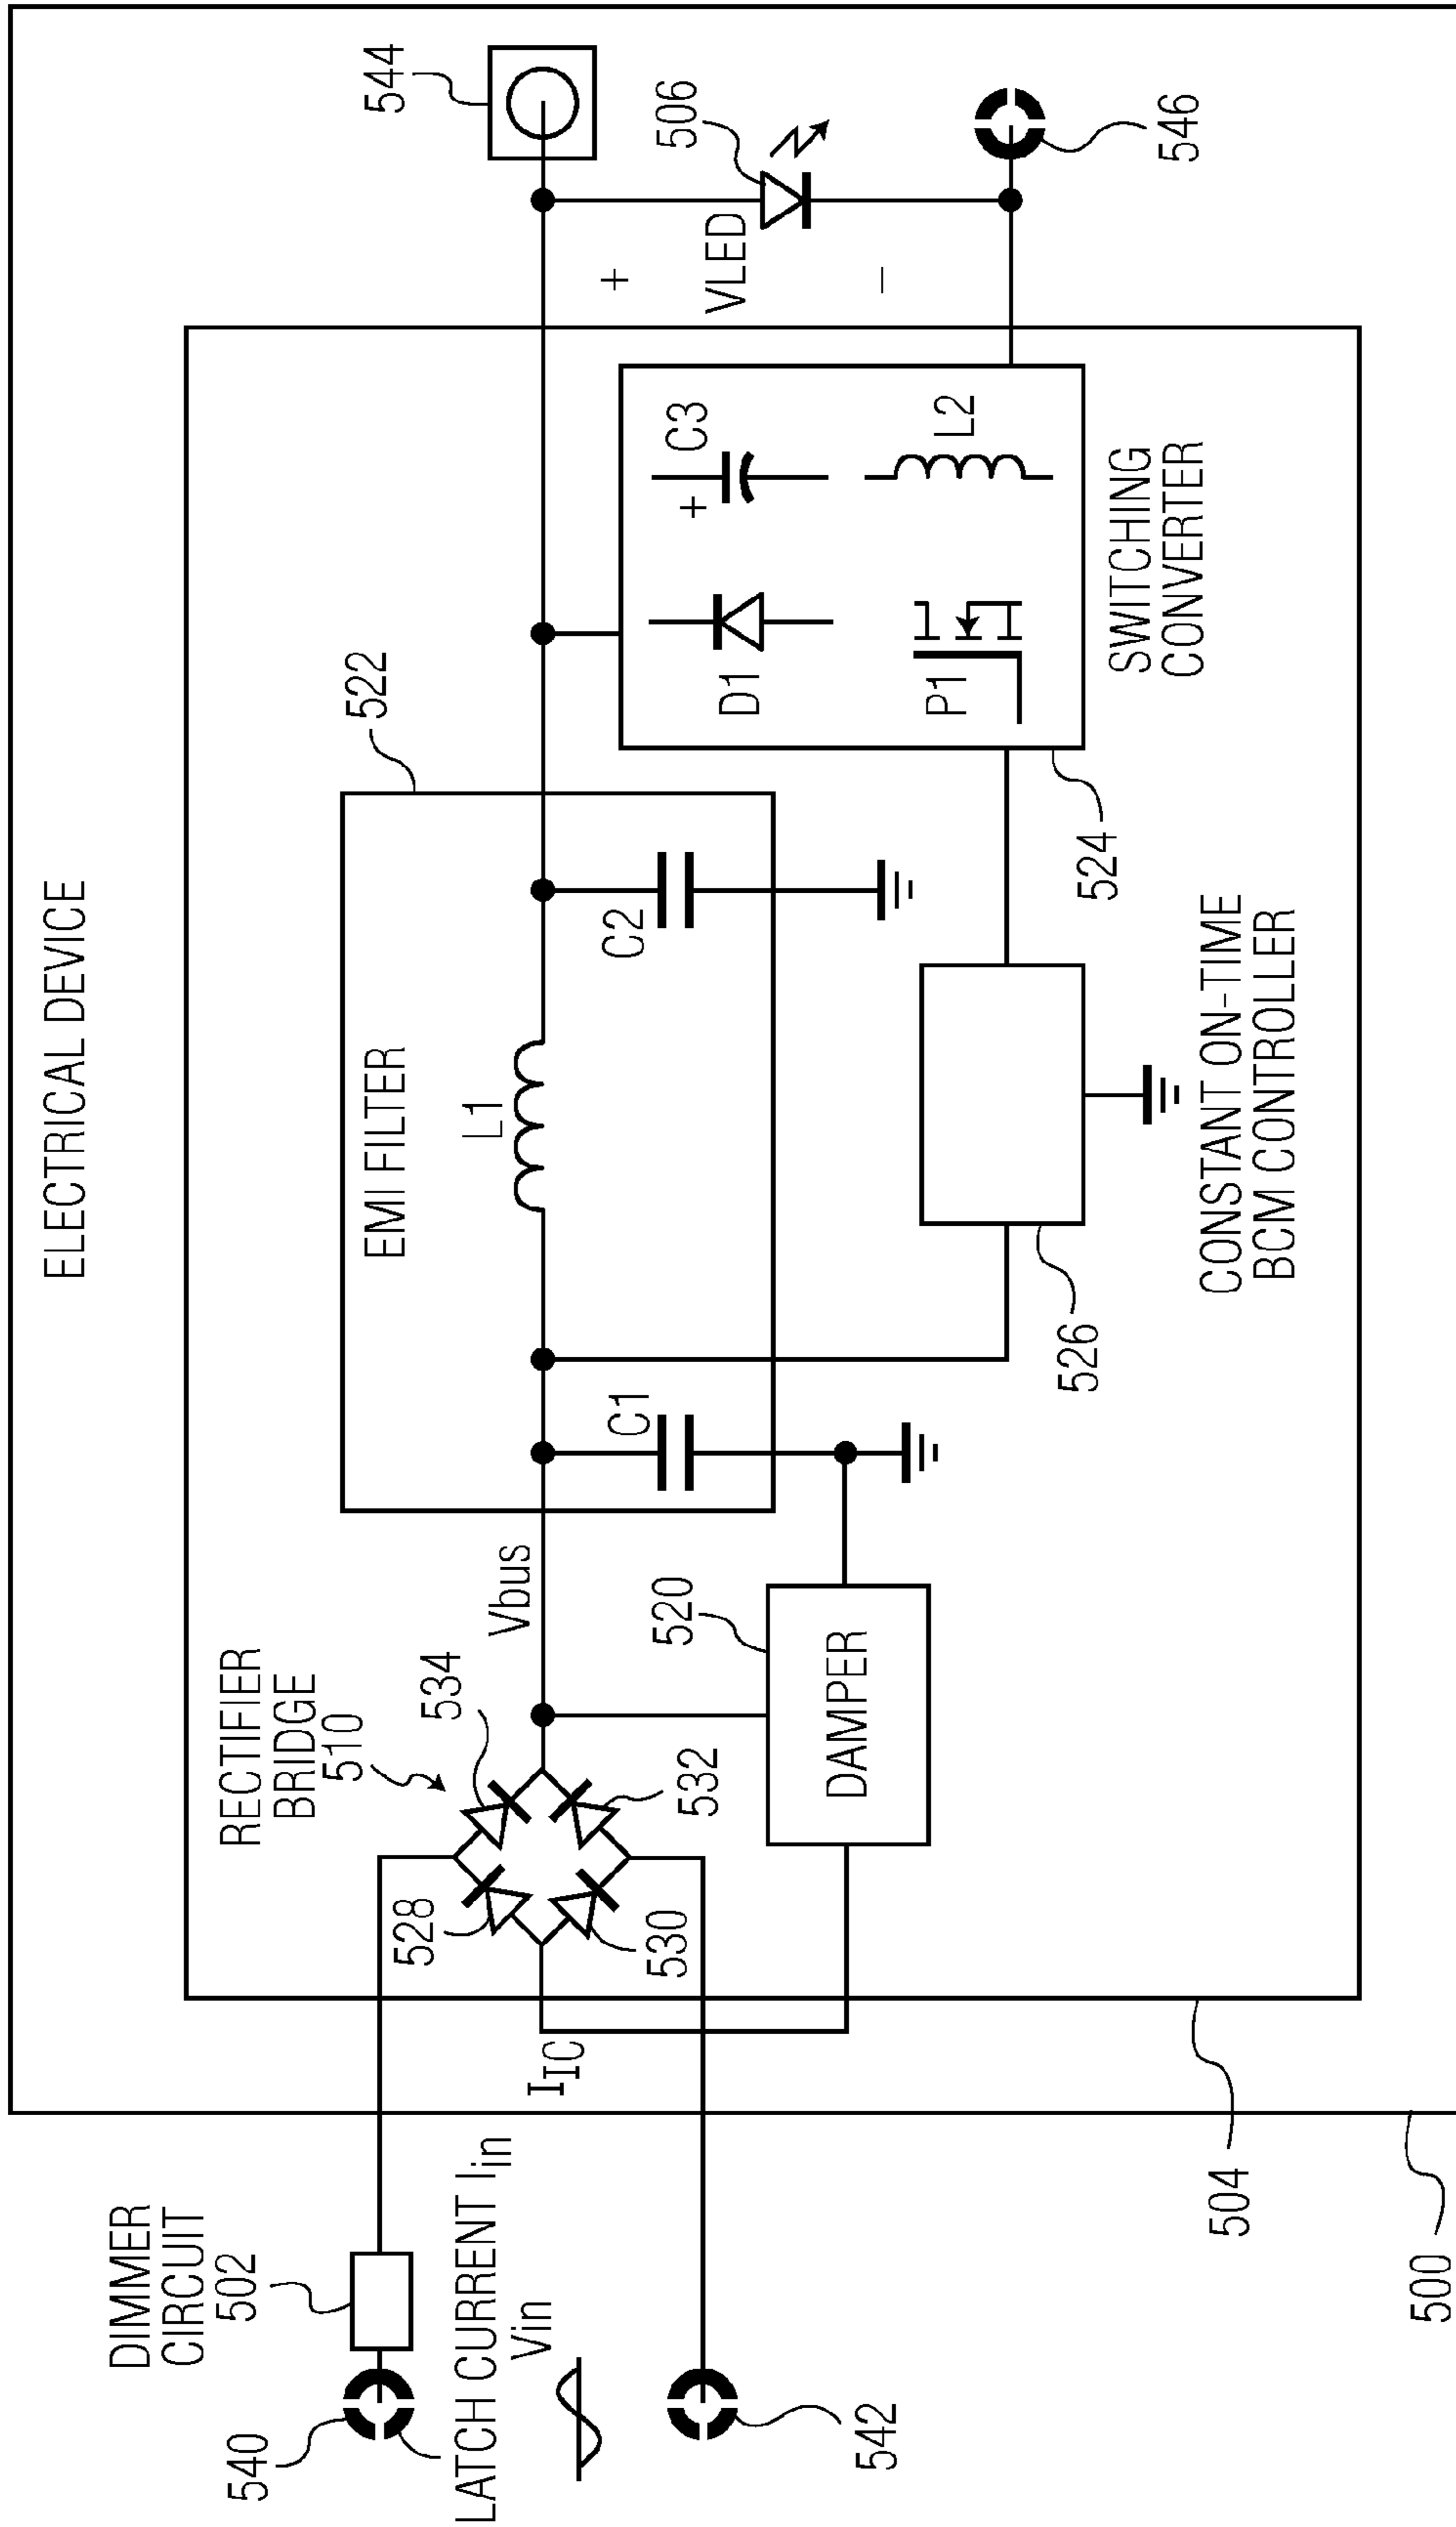 ELECTRICAL DEVICE
DIMMER
CIRCUIT
502
540
LATCH CURRENT Iin
Vin
542
RECTIFIER
BRIDGE
510
534
528
532
530
IIC
Vbus
520
DAMPER
522
EMI FILTER
L1
C1
C2
526
CONSTANT ON-TIME
BCM CONTROLLER
524
D1
+
C3
P1
L2
SWITCHING
CONVERTER
+
VLED
−
544
506
546
504
500